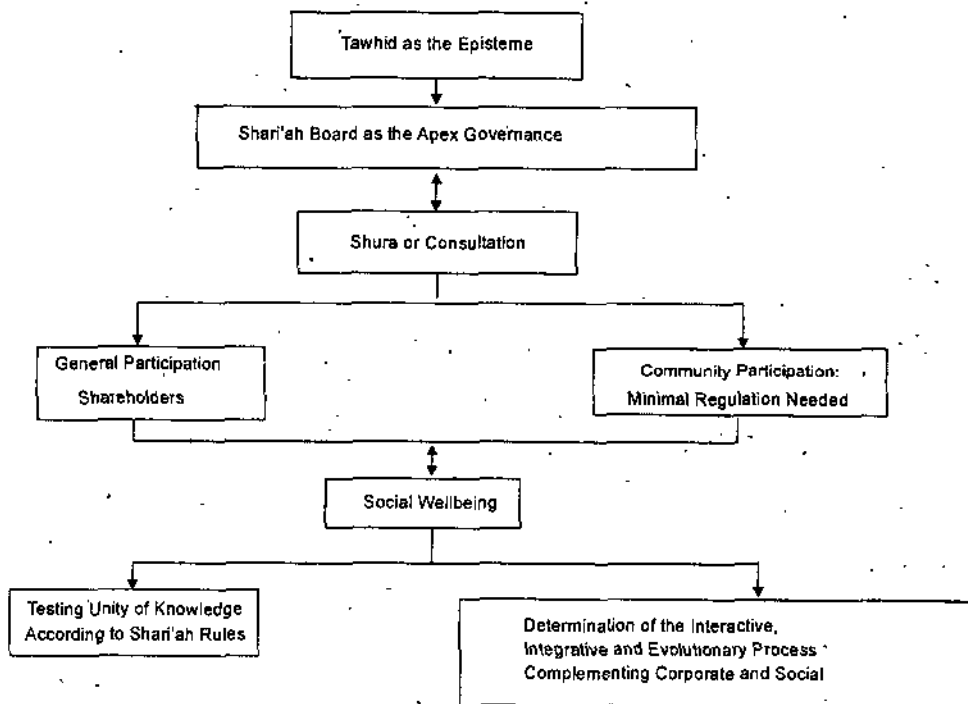 Tawhid as the Episteme
Shari'ah Board as the Apex Governance
Shura or Consultation
General Participation
Shareholders
Community Participation:
Minimal Regulation Needed
Social Wellbeing
Testing Unity of Knowledge
According to Shari'ah Rules
Determination of the Interactive,
Integrative and Evolutionary Process
Complementing Corporate and Social